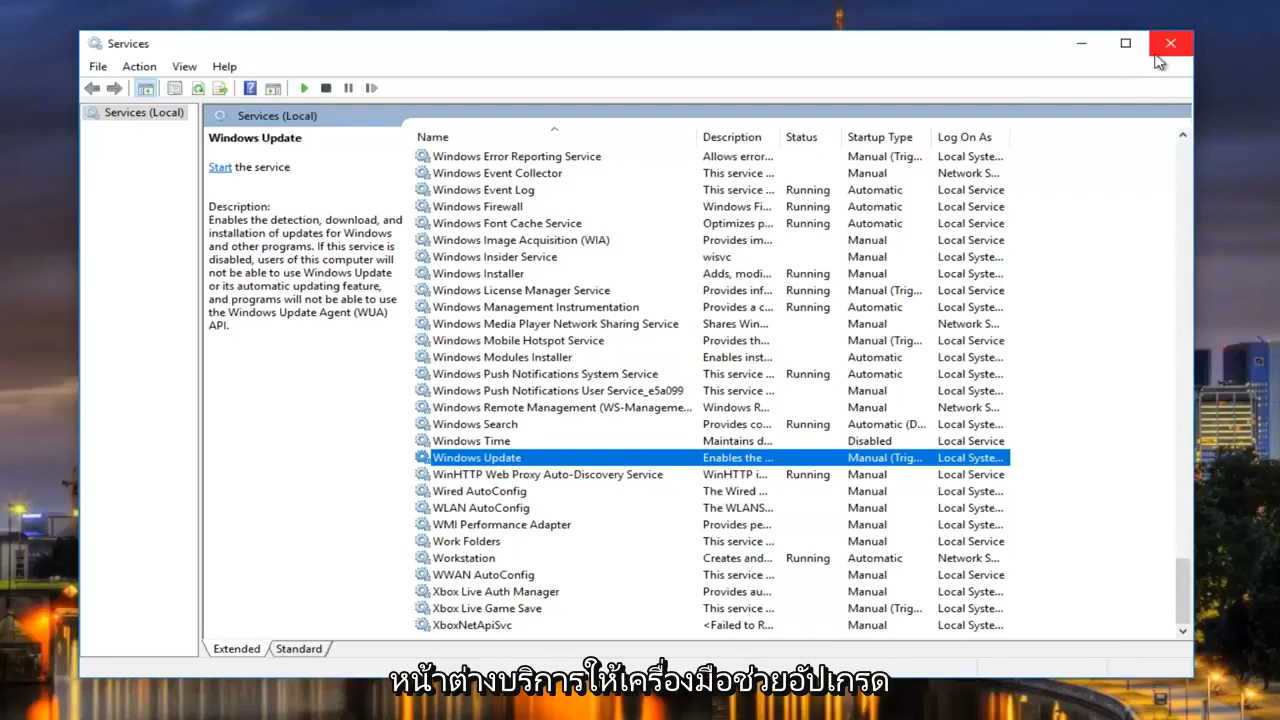 Services
File Action View Help
Services (Local)
Services (Local)
Windows Update
Start the service
Description:
Enables the detection, download, and
installation of updates for Windows
and other programs. If this service is
disabled, users of this computer will
not be able to use Windows Update
or its automatic updating feature,
and programs will not be able to use
the Windows Update Agent (WUA)
API.
Name Description Status Startup Type Log On As
Windows Error Reporting Service Allows error... Manual (Trig... Local Syste...
Windows Event Collector This service ... Manual Network S...
Windows Event Log This service ... Running Automatic Local Service
Windows Firewall Windows Fi... Running Automatic Local Service
Windows Font Cache Service Optimizes p... Running Automatic Local Service
Windows Image Acquisition (WIA) Provides im... Manual Local Service
Windows Insider Service wisvc Manual Local Syste...
Windows Installer Adds, modi... Running Manual Local Syste...
Windows License Manager Service Provides inf... Running Manual (Trig... Local Service
Windows Management Instrumentation Provides a c... Running Automatic Local Syste...
Windows Media Player Network Sharing Service Shares Win... Manual Network S...
Windows Mobile Hotspot Service Provides th... Manual (Trig... Local Service
Windows Modules Installer Enables inst... Automatic Local Syste...
Windows Push Notifications System Service This service ... Running Automatic Local Syste...
Windows Push Notifications User Service_e5a099 This service ... Manual Local Syste...
Windows Remote Management (WS-Manageme... Windows R... Manual Network S...
Windows Search Provides co... Running Automatic (D... Local Syste...
Windows Time Maintains d... Disabled Local Service
Windows Update Enables the ... Manual (Trig... Local Syste...
WinHTTP Web Proxy Auto-Discovery Service WinHTTP i... Running Manual Local Service
Wired AutoConfig The Wired ... Manual Local Syste...
WLAN AutoConfig The WLANS... Manual Local Syste...
WMI Performance Adapter Provides pe... Manual Local Syste...
Work Folders This service ... Manual Local Service
Workstation Creates and... Running Automatic Network S...
WWAN AutoConfig This service ... Manual Local Service
Xbox Live Auth Manager Provides au... Manual Local Syste...
Xbox Live Game Save This service ... Manual (Trig... Local Syste...
XboxNetApiSvc <Failed to R... Manual Local Syste...
Extended Standard
หน้าต่างบริการให้เครื่องมือช่วยอัปเกรด